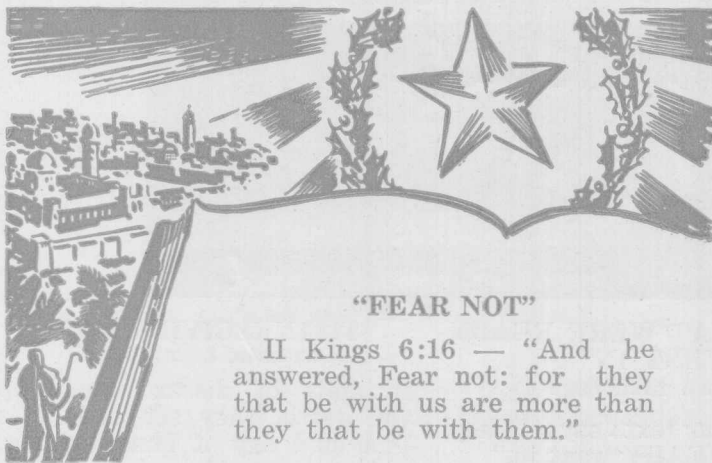 “FEAR NOT”
II Kings 6:16 — “And he
answered, Fear not: for they
that be with us are more than
they that be with them.”